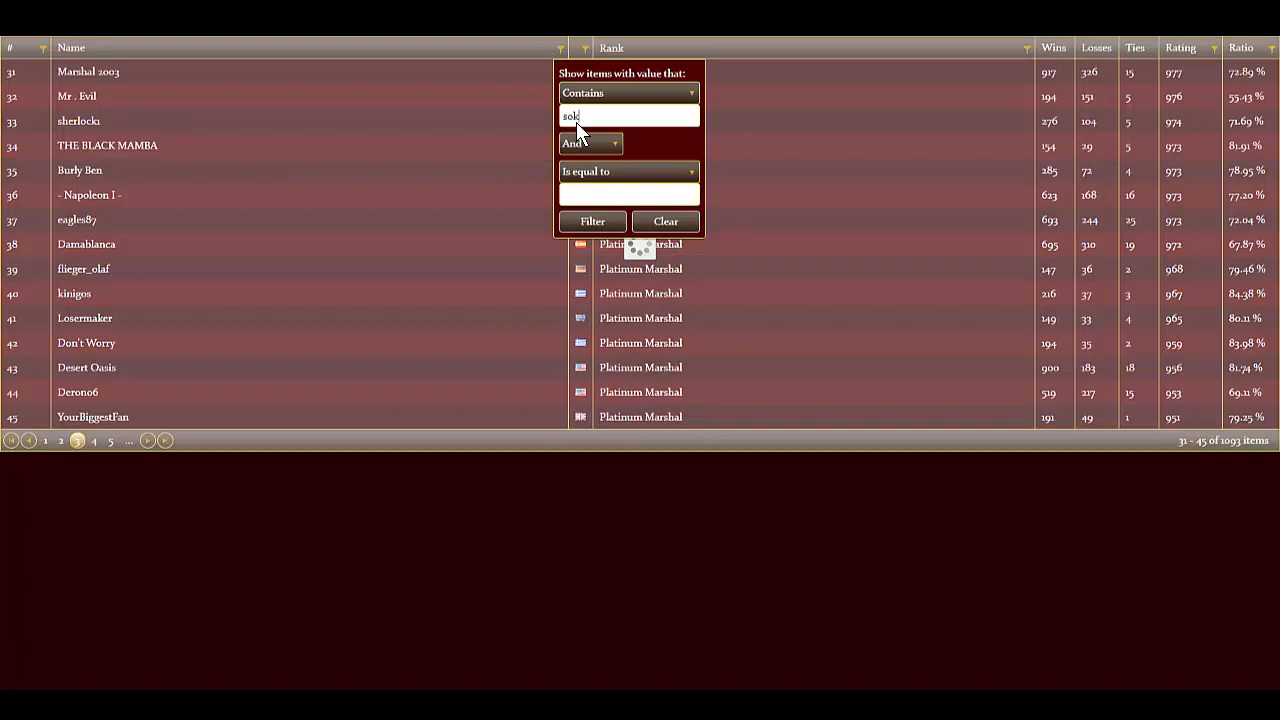 # Name Rank Wins Losses Ties Rating Ratio
31 Marshal 2003 917 326 15 977 72.89 %
32 Mr . Evil 194 151 5 976 55.43 %
33 sherlock1 276 104 5 974 71.69 %
34 THE BLACK MAMBA 154 29 5 973 81.91 %
35 Burly Ben 285 72 4 973 78.95 %
36 - Napoleon I - 623 168 16 973 77.20 %
37 eagles87 693 244 25 973 72.04 %
38 Damablanca 695 310 19 972 67.87 %
39 flieger_olaf Platinum Marshal 147 36 2 968 79.46 %
40 kinigos Platinum Marshal 216 37 3 967 84.38 %
41 Losermaker Platinum Marshal 149 33 4 965 80.11 %
42 Don't Worry Platinum Marshal 194 35 2 959 83.98 %
43 Desert Oasis Platinum Marshal 900 183 18 956 81.74 %
44 Derono6 Platinum Marshal 519 217 15 953 69.11 %
45 YourBiggestFan Platinum Marshal 191 49 1 951 79.25 %
Show items with value that:
Contains
sok
And
Is equal to
Filter Clear
1 2 3 4 5 ... 31 - 45 of 1093 items